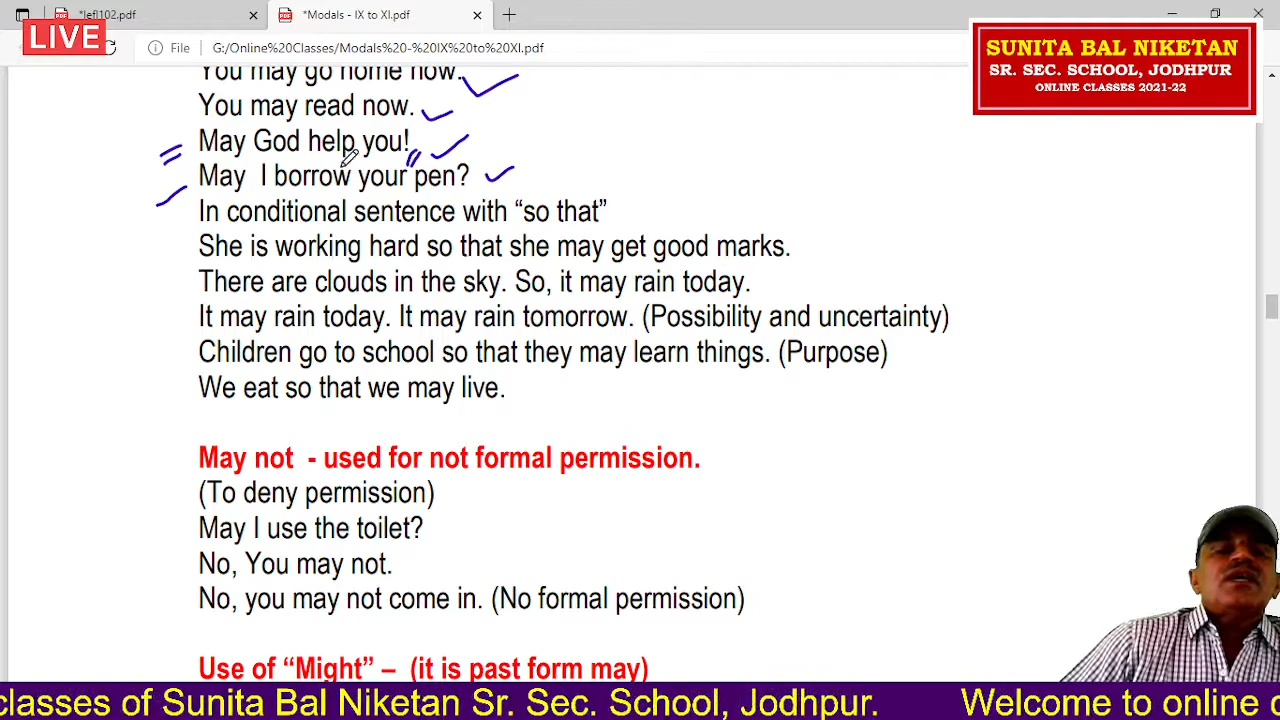 *lefl102.pdf
*Modals - IX to XI.pdf
LIVE
File
G:/Online%20Classes/Modals%20-%20IX%20to%20XI.pdf
SUNITA BAL NIKETAN
SR. SEC. SCHOOL, JODHPUR
ONLINE CLASSES 2021-22
You may go home now.
You may read now.
May God help you!
May I borrow your pen?
In conditional sentence with “so that”
She is working hard so that she may get good marks.
There are clouds in the sky. So, it may rain today.
It may rain today. It may rain tomorrow. (Possibility and uncertainty)
Children go to school so that they may learn things. (Purpose)
We eat so that we may live.
May not - used for not formal permission.
(To deny permission)
May I use the toilet?
No, You may not.
No, you may not come in. (No formal permission)
Use of “Might” – (it is past form may)
classes of Sunita Bal Niketan Sr. Sec. School, Jodhpur. Welcome to online c